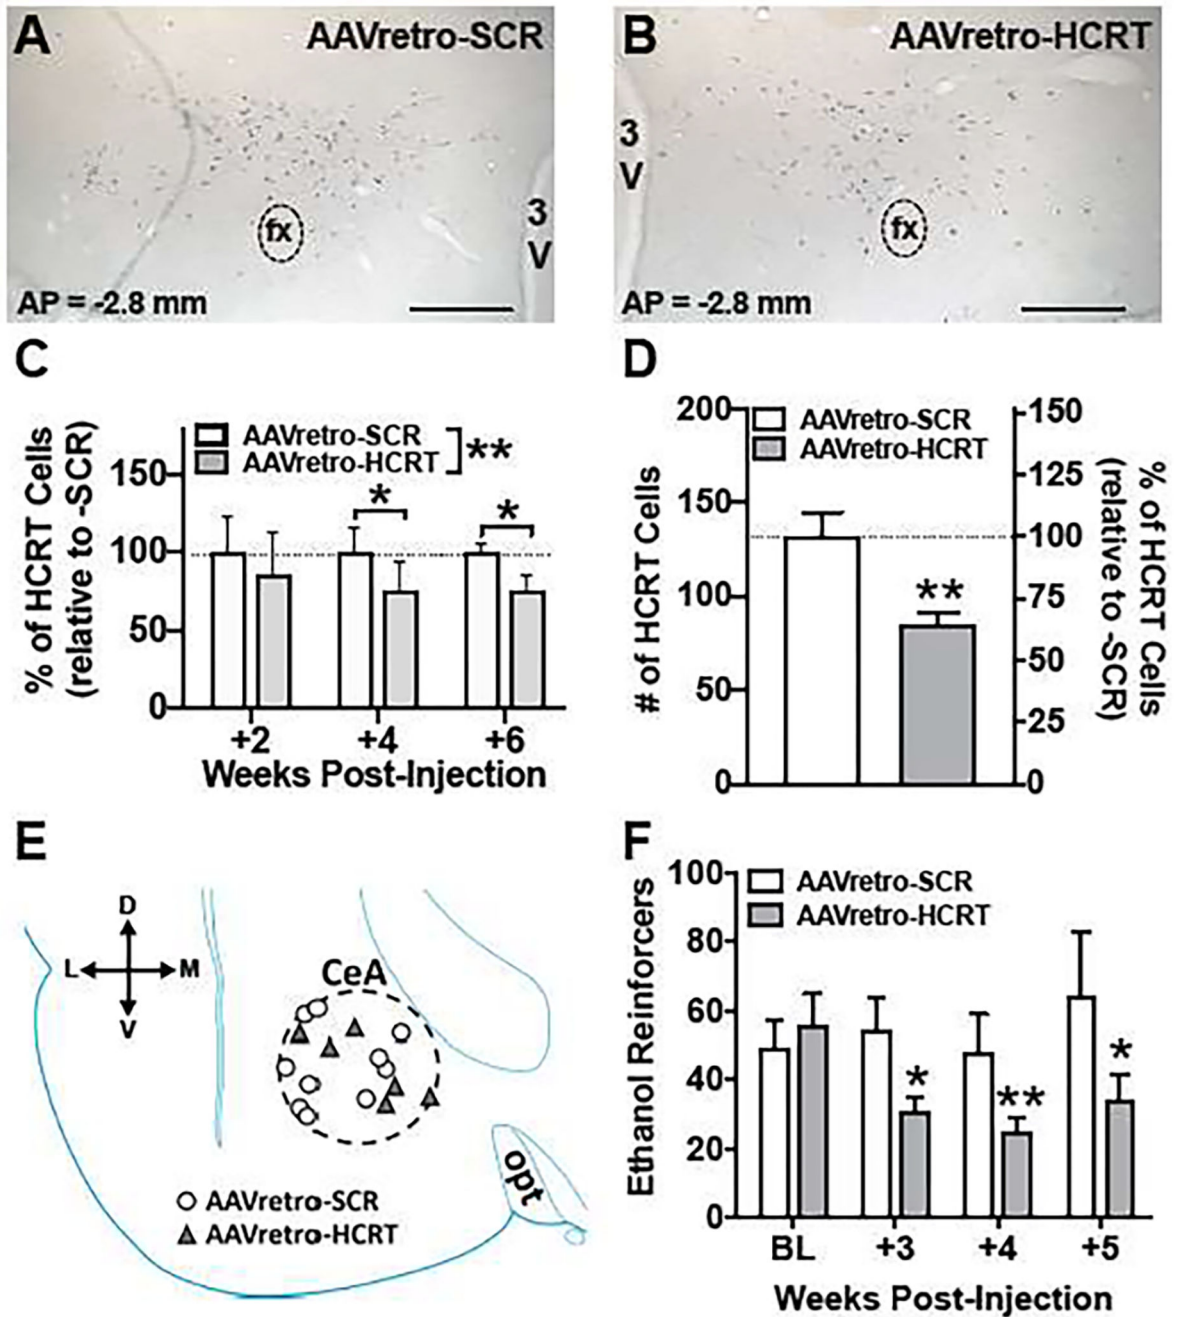 A
AAVretro-SCR
fx
3
V
AP = -2.8 mm
B
AAVretro-HCRT
3
V
fx
AP = -2.8 mm
C
% of HCRT Cells
(relative to -SCR)
AAVretro-SCR
AAVretro-HCRT
**
150
100
50
0
*
*
+2
+4
+6
Weeks Post-Injection
D
# of HCRT Cells
200
150
100
50
0
AAVretro-SCR
AAVretro-HCRT
**
150
125
100
75
50
25
0
% of HCRT Cells
(relative to -SCR)
E
D
L
M
V
CeA
opt
AAVretro-SCR
AAVretro-HCRT
F
Ethanol Reinforcers
100
80
60
40
20
0
AAVretro-SCR
AAVretro-HCRT
*
**
*
BL
+3
+4
+5
Weeks Post-Injection